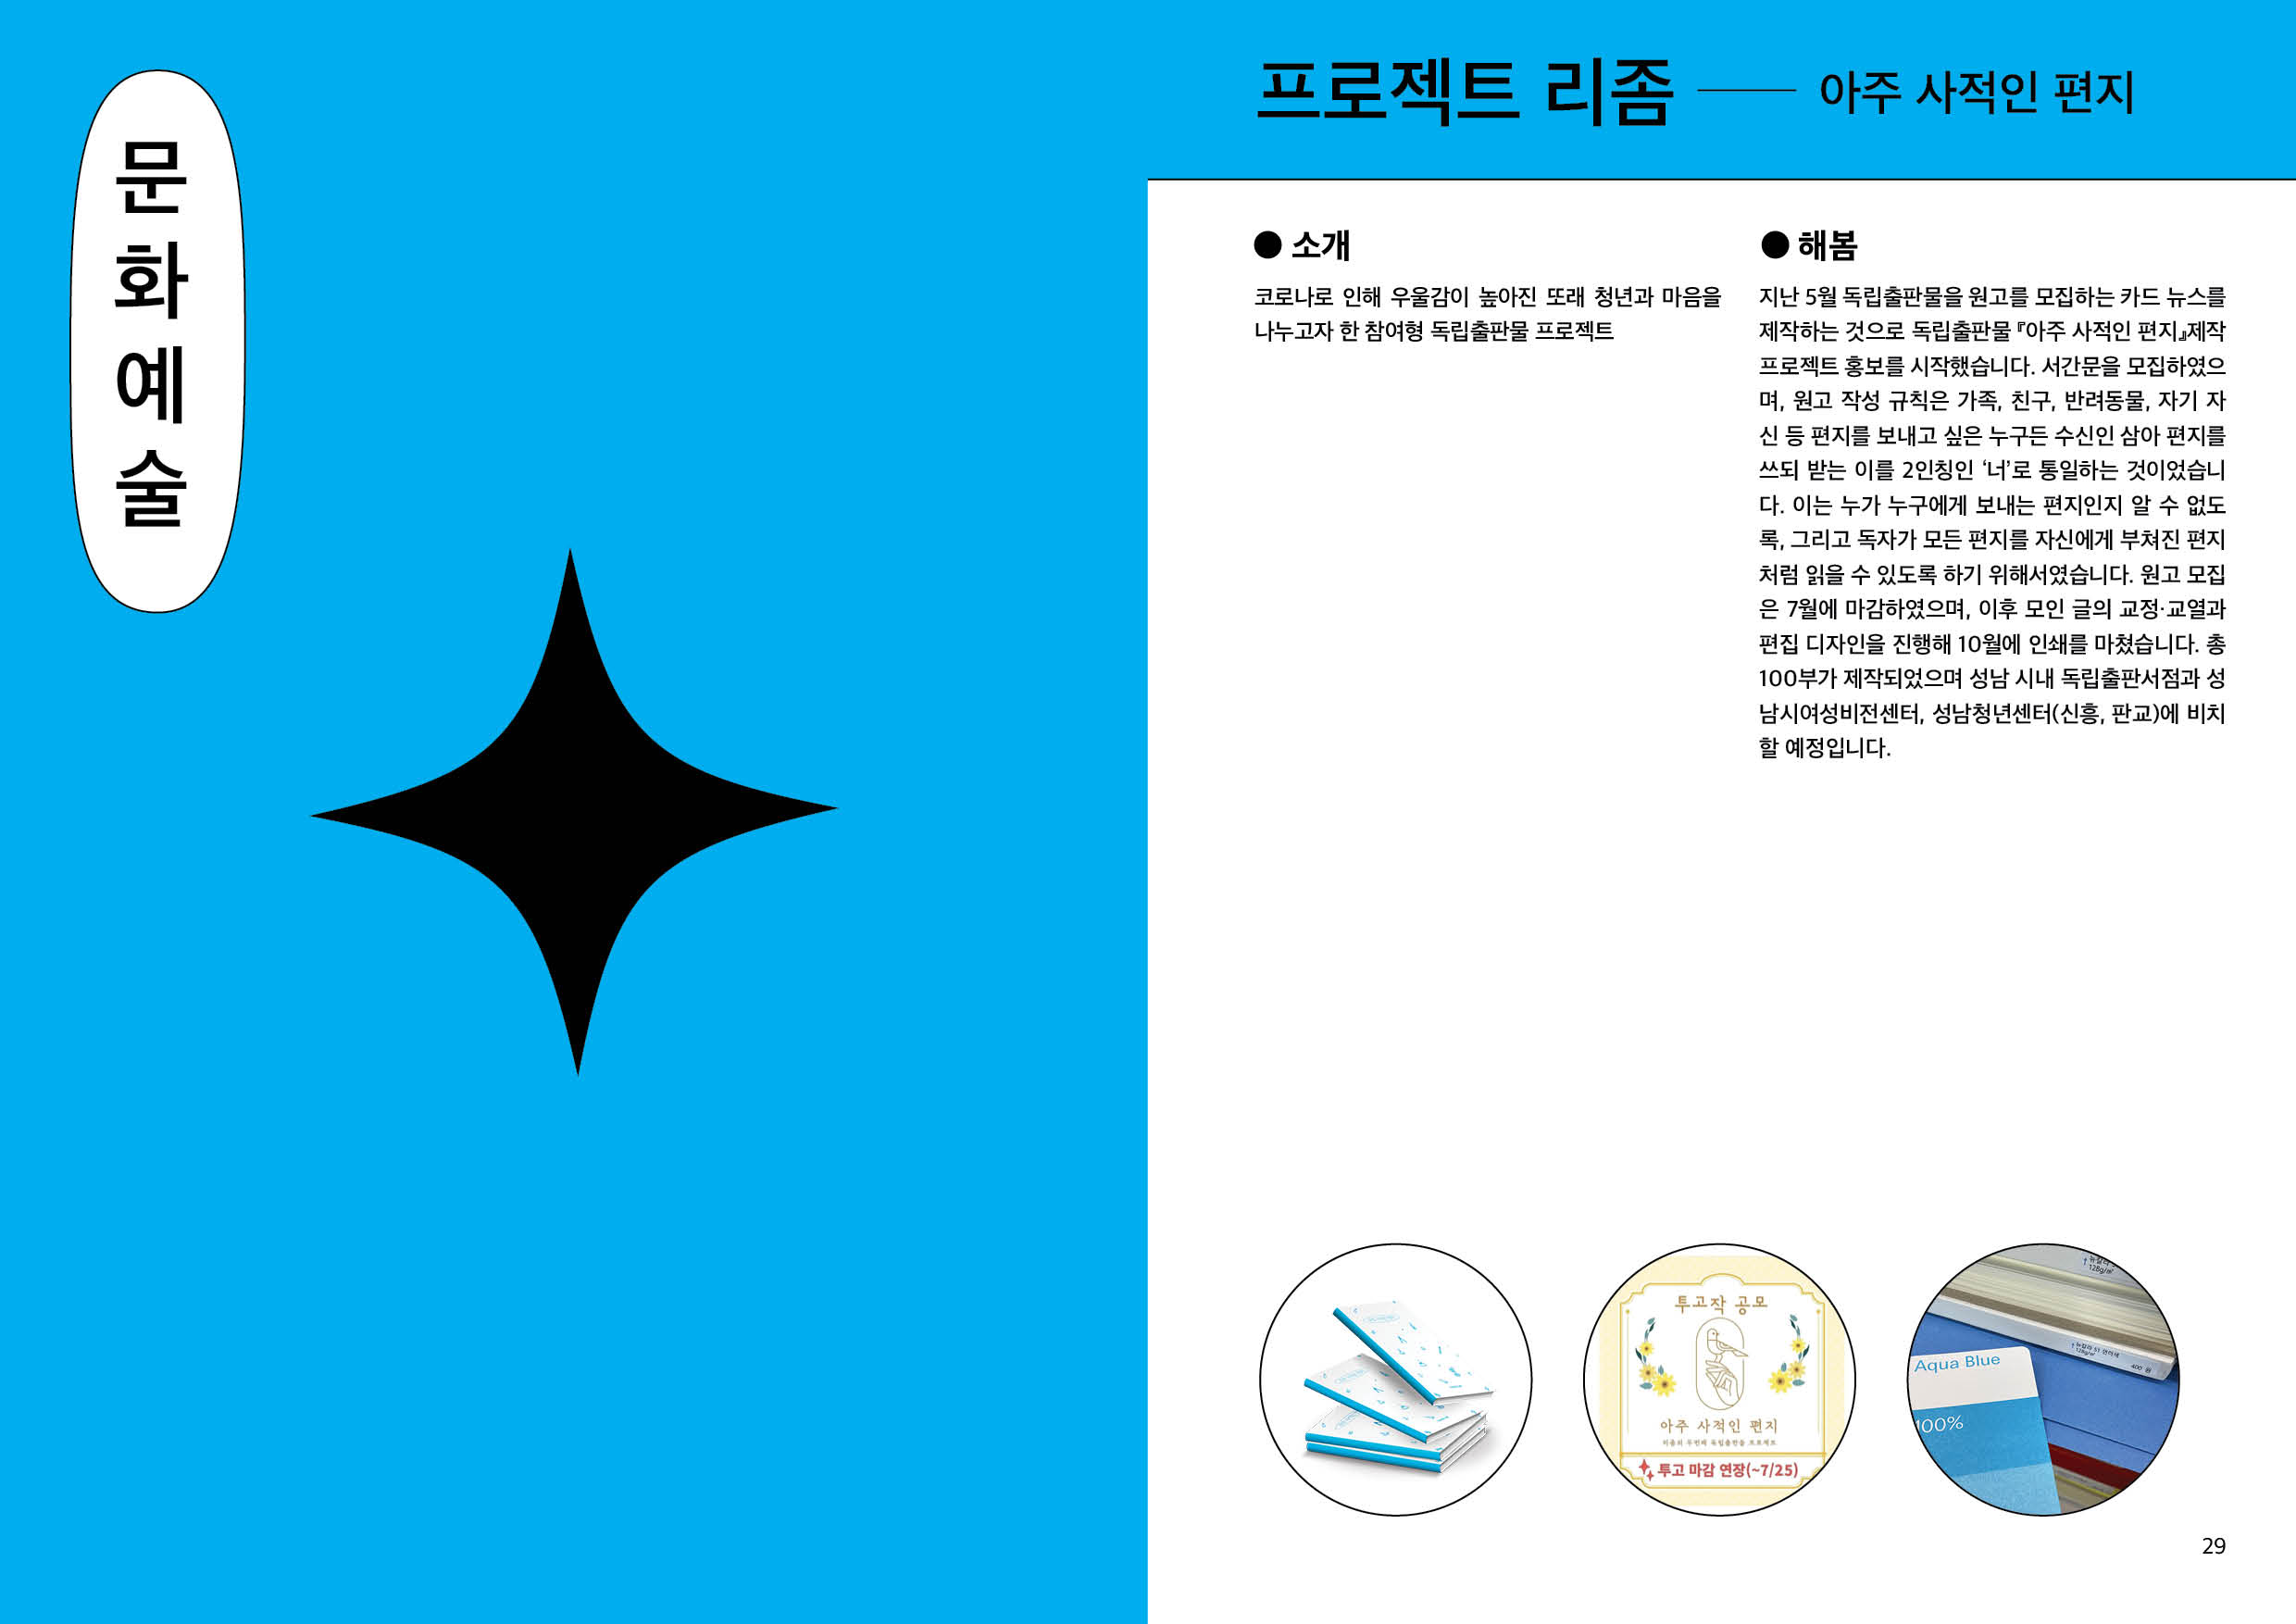 문
화
예
술
프로젝트 리좀 — 아주 사적인 편지
● 소개
코로나로 인해 우울감이 높아진 또래 청년과 마음을
나누고자 한 참여형 독립출판물 프로젝트
● 해봄
지난 5월 독립출판물을 원고를 모집하는 카드 뉴스를
제작하는 것으로 독립출판물 『아주 사적인 편지』제작
프로젝트 홍보를 시작했습니다. 서간문을 모집하였으
며, 원고 작성 규칙은 가족, 친구, 반려동물, 자기 자
신 등 편지를 보내고 싶은 누구든 수신인 삼아 편지를
쓰되 받는 이를 2인칭인 ‘너’로 통일하는 것이었습니
다. 이는 누가 누구에게 보내는 편지인지 알 수 없도
록, 그리고 독자가 모든 편지를 자신에게 부쳐진 편지
처럼 읽을 수 있도록 하기 위해서였습니다. 원고 모집
은 7월에 마감하였으며, 이후 모인 글의 교정·교열과
편집 디자인을 진행해 10월에 인쇄를 마쳤습니다. 총
100부가 제작되었으며 성남 시내 독립출판서점과 성
남시여성비전센터, 성남청년센터(신흥, 판교)에 비치
할 예정입니다.
투고작 공모
아주 사적인 편지
투고 마감 연장(~7/25)
128g/㎡
400 원
Aqua Blue
100%
29